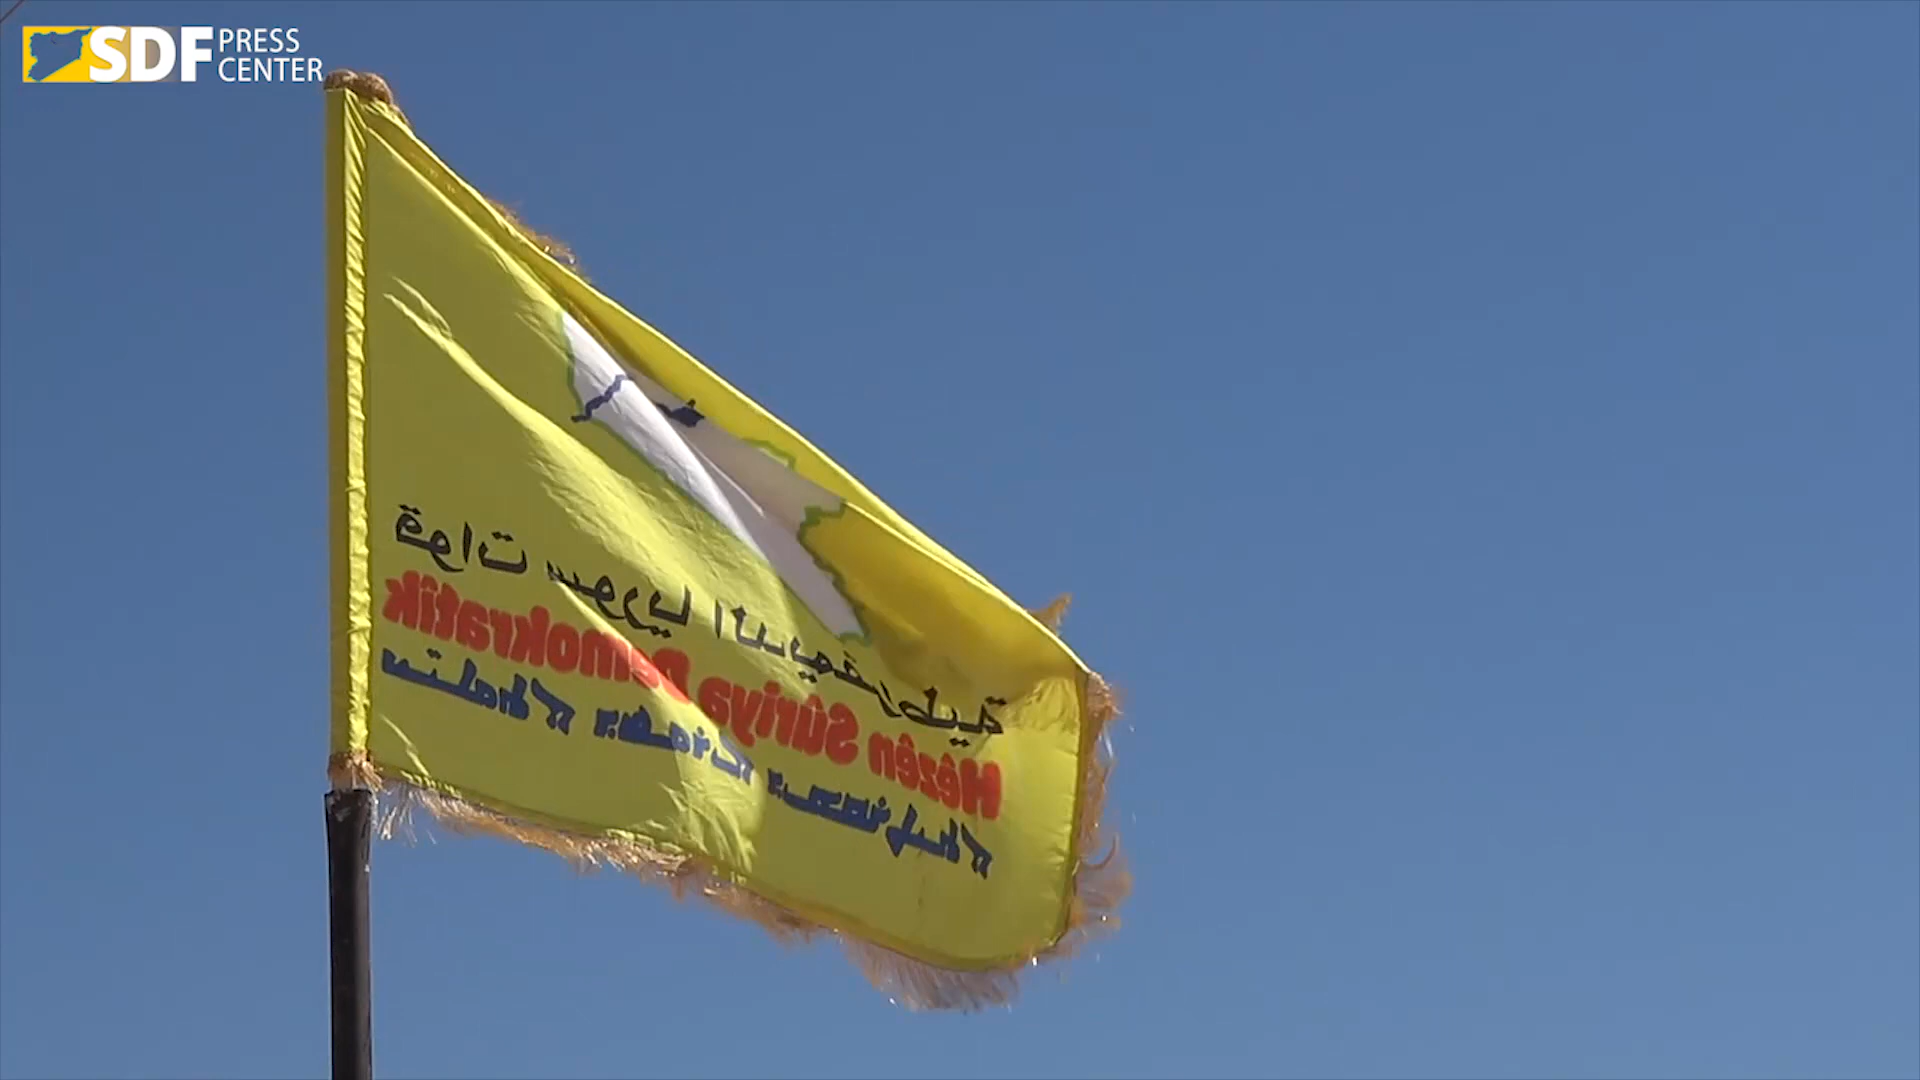 SDF PRESS
CENTER
قوات سوريا الديمقراطية
Hêzên Sûriya Demokratîk